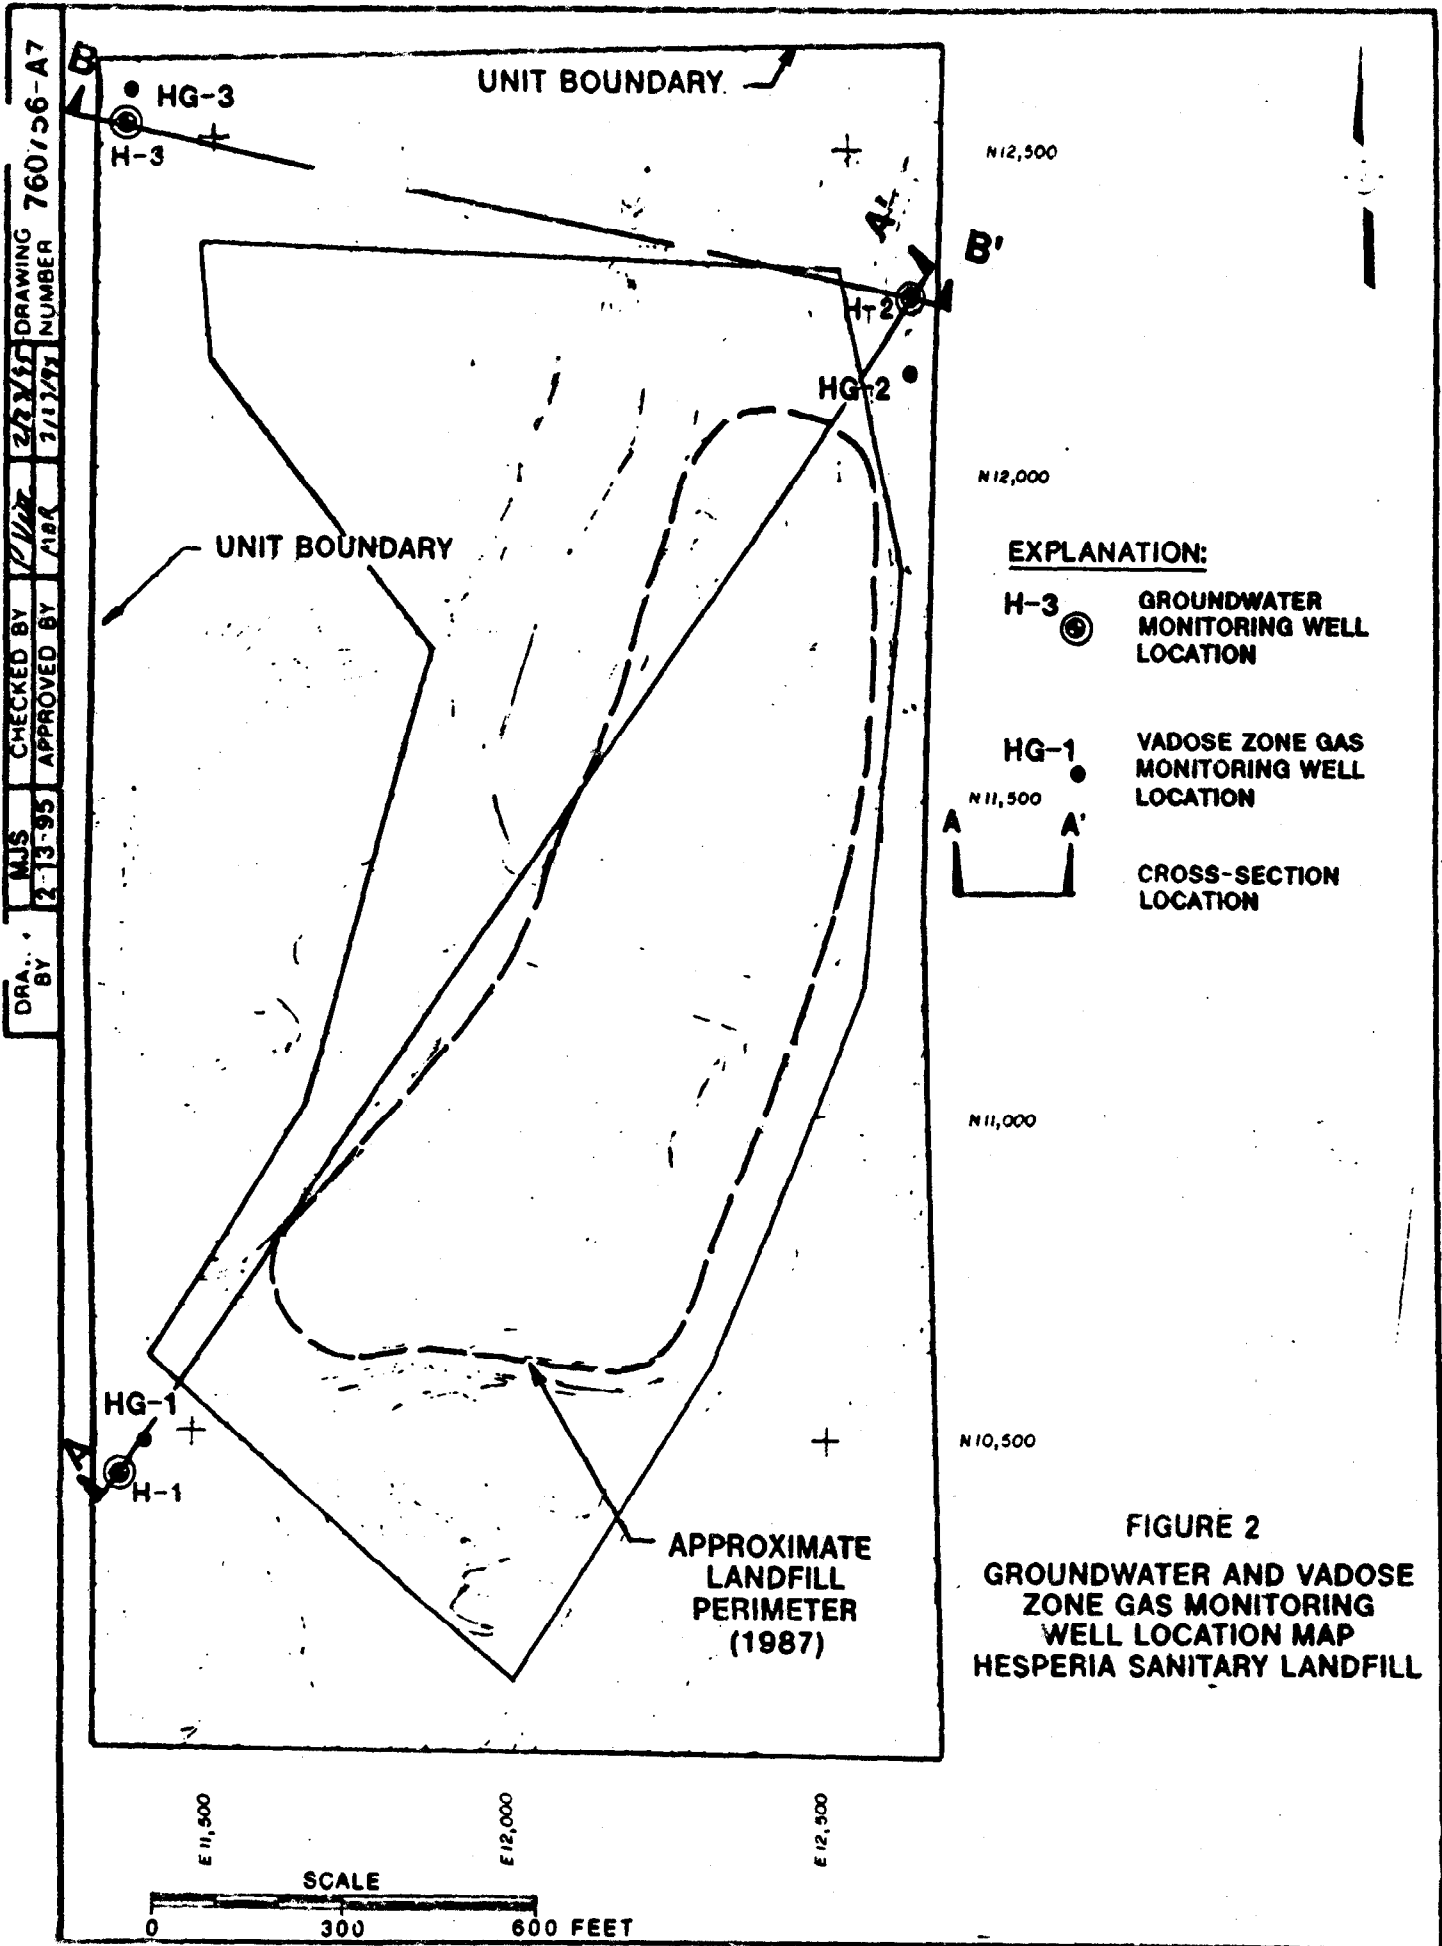 B
HG-3
H-3
UNIT BOUNDARY
N12,500
A'
B'
H-2
HG-2
N12,000
UNIT BOUNDARY
EXPLANATION:
H-3
GROUNDWATER
MONITORING WELL
LOCATION
HG-1
VADOSE ZONE GAS
MONITORING WELL
LOCATION
N11,500
A
A'
CROSS-SECTION
LOCATION
N11,000
HG-1
A
H-1
N10,500
APPROXIMATE
LANDFILL
PERIMETER
(1987)
FIGURE 2
GROUNDWATER AND VADOSE
ZONE GAS MONITORING
WELL LOCATION MAP
HESPERIA SANITARY LANDFILL
E11,500
E12,000
E12,500
SCALE
0 300 600 FEET
BY
MJS
2-13-95
CHECKED BY
APPROVED BY
MBR
DRAWING
NUMBER